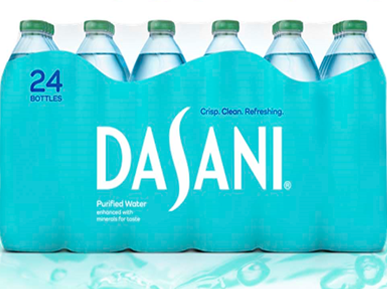 24
BOTTLES
Crisp. Clean. Refreshing.
DASANI®
Purified Water
enhanced with
minerals for taste